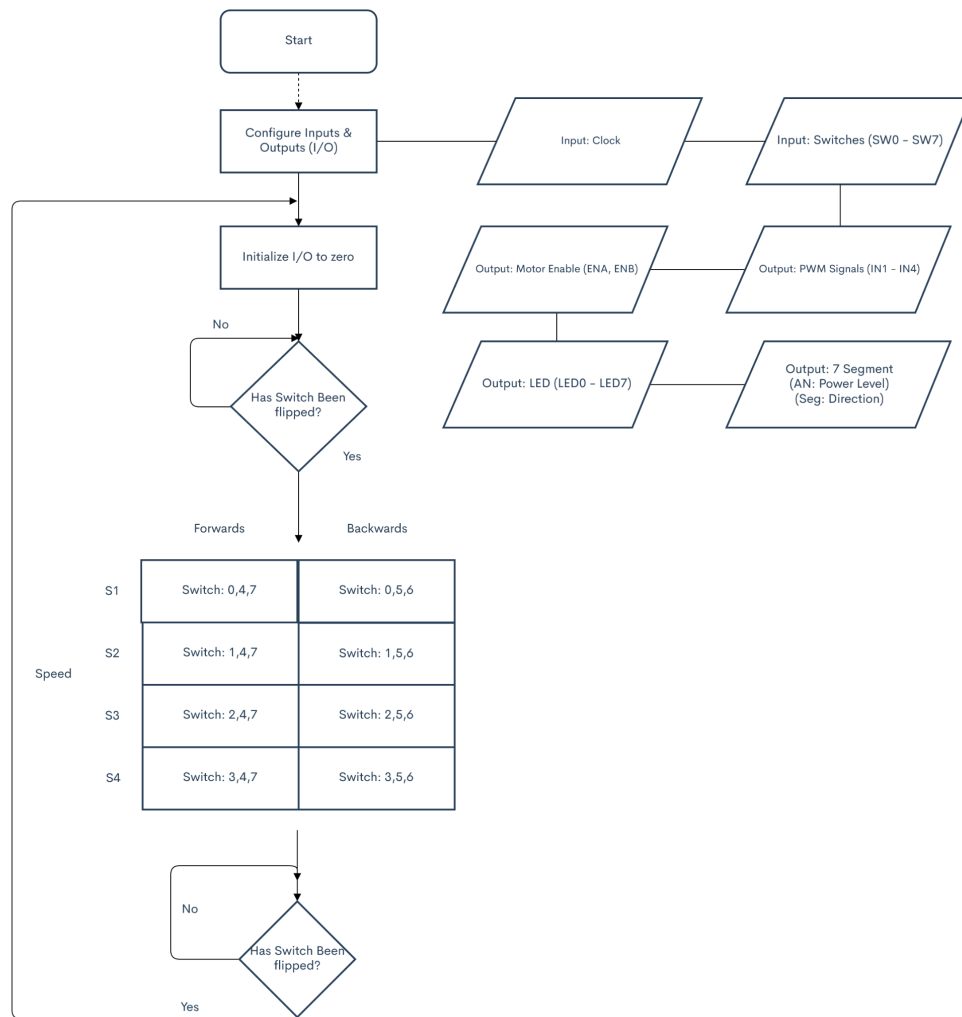 Start
Configure Inputs &
Outputs (I/O)
Input: Clock
Input: Switches (SW0 - SW7)
Initialize I/O to zero
Output: Motor Enable (ENA, ENB)
Output: PWM Signals (IN1 - IN4)
No
Has Switch Been
flipped?
Yes
Output: LED (LED0 - LED7)
Output: 7 Segment
(AN: Power Level)
(Seg: Direction)
Forwards
Backwards
Speed
S1
Switch: 0,4,7
Switch: 0,5,6
S2
Switch: 1,4,7
Switch: 1,5,6
S3
Switch: 2,4,7
Switch: 2,5,6
S4
Switch: 3,4,7
Switch: 3,5,6
No
Has Switch Been
flipped?
Yes